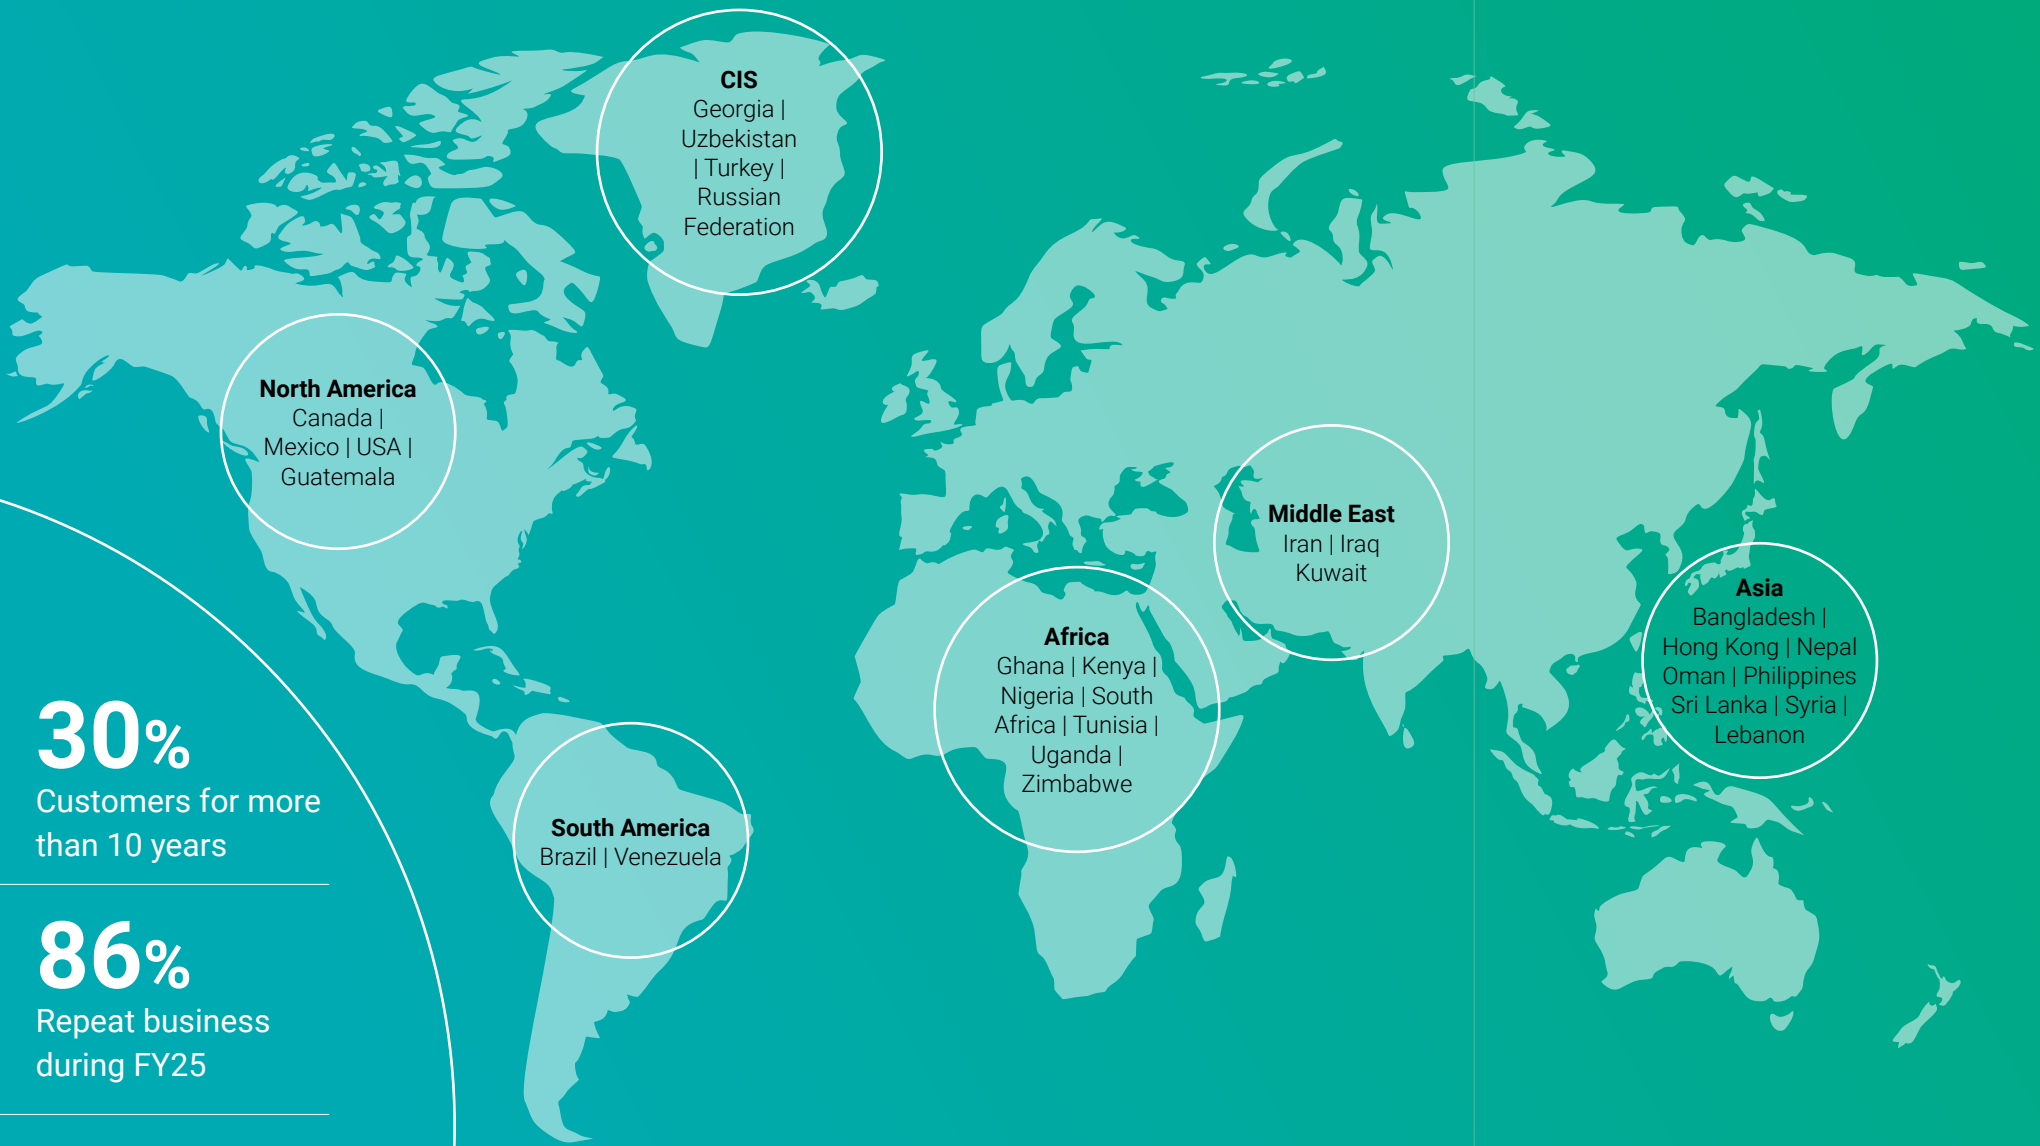 CIS
Georgia |
Uzbekistan
| Turkey |
Russian
Federation
North America
Canada |
Mexico | USA |
Guatemala
Middle East
Iran | Iraq
Kuwait
Asia
Bangladesh |
Hong Kong | Nepal
Oman | Philippines
Sri Lanka | Syria |
Lebanon
Africa
Ghana | Kenya |
Nigeria | South
Africa | Tunisia |
Uganda |
Zimbabwe
South America
Brazil | Venezuela
30%
Customers for more
than 10 years
86%
Repeat business
during FY25